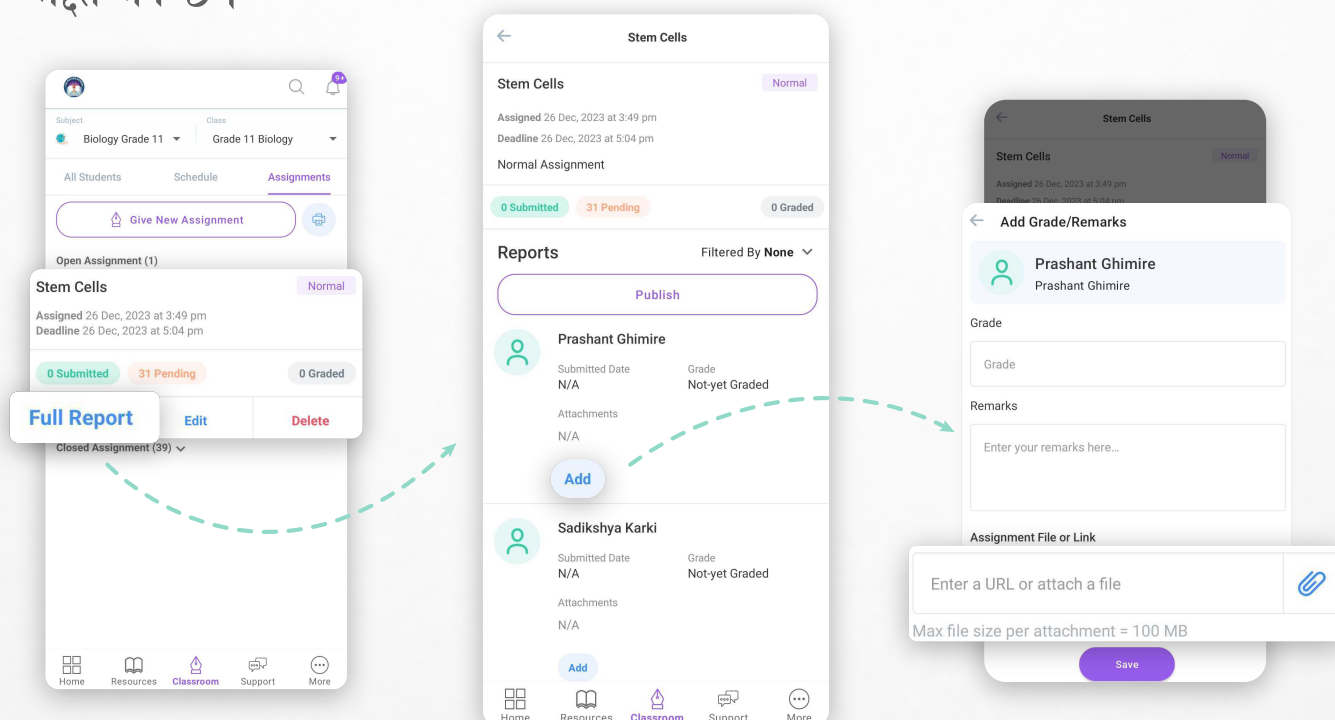 Stem Cells
Stem Cells
Normal
Assigned 26 Dec, 2023 at 3:49 pm
Deadline 26 Dec, 2023 at 5:04 pm
Normal Assignment
0 Submitted 31 Pending 0 Graded
Reports Filtered By None
Publish
Prashant Ghimire
Submitted Date Grade
N/A Not-yet Graded
Attachments
N/A
Add
Sadikshya Karki
Submitted Date Grade
N/A Not-yet Graded
Attachments
N/A
Add
Home Resources Classroom Support More
9+
Subject Class
Biology Grade 11 Grade 11 Biology
All Students Schedule Assignments
Give New Assignment
Open Assignment (1)
Stem Cells Normal
Assigned 26 Dec, 2023 at 3:49 pm
Deadline 26 Dec, 2023 at 5:04 pm
0 Submitted 31 Pending 0 Graded
Full Report Edit Delete
Closed Assignment (39)
Home Resources Classroom Support More
Stem Cells
Stem Cells Normal
Assigned 26 Dec, 2023 at 3:49 pm
Deadline 26 Dec, 2023 at 5:04 pm
Add Grade/Remarks
Prashant Ghimire
Prashant Ghimire
Grade
Grade
Remarks
Enter your remarks here...
Assignment File or Link
Enter a URL or attach a file
Max file size per attachment = 100 MB
Save